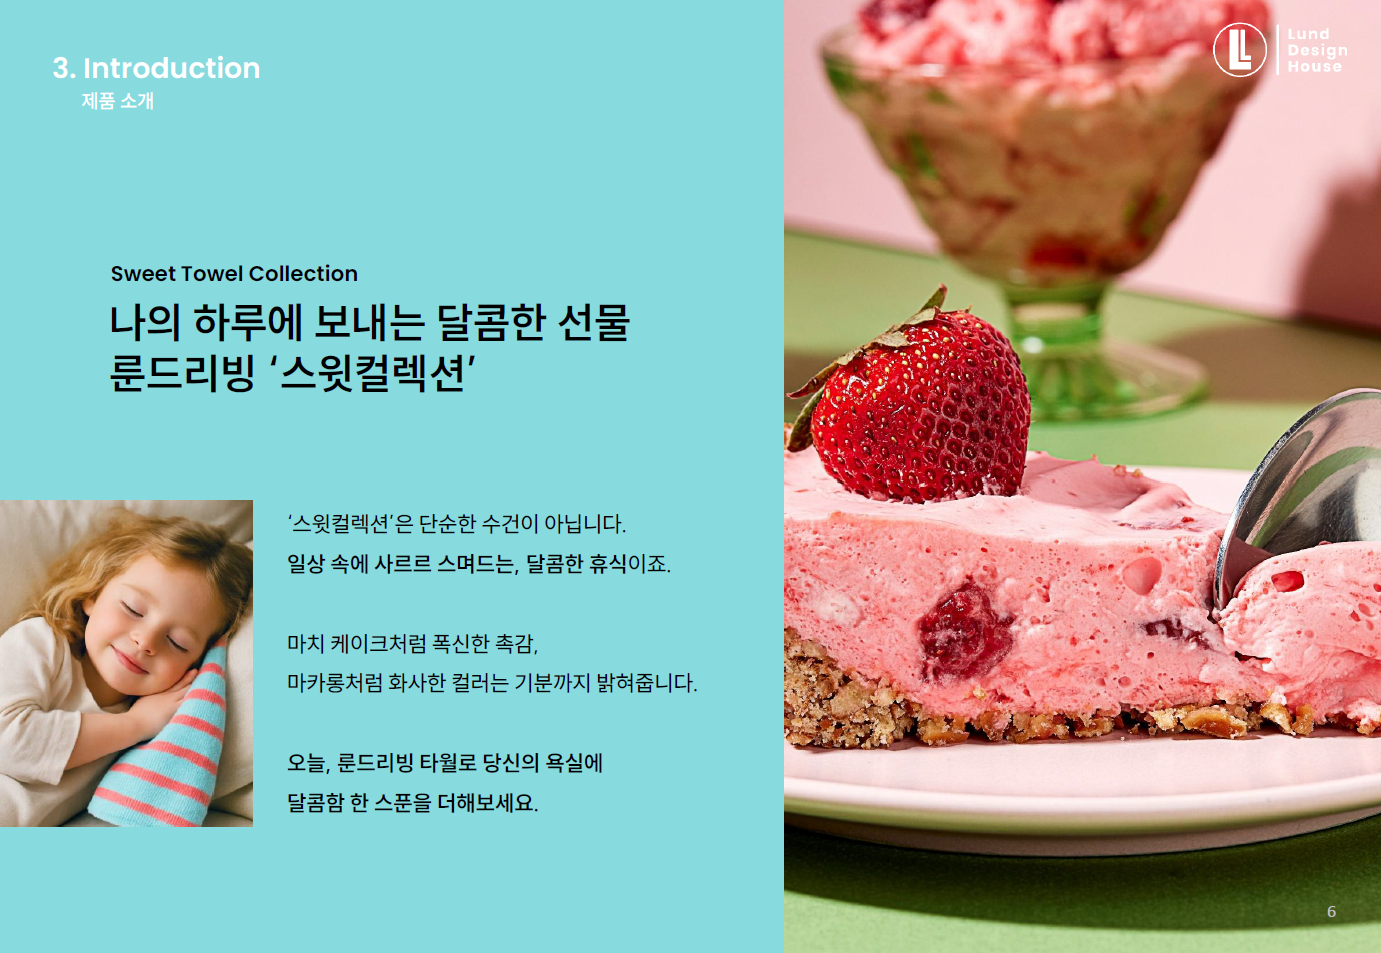 3. Introduction
제품 소개
Lund
Design
House
Sweet Towel Collection
나의 하루에 보내는 달콤한 선물
룬드리빙 ‘스윗컬렉션’
‘스윗컬렉션’은 단순한 수건이 아닙니다.
일상 속에 사르르 스며드는, 달콤한 휴식이죠.
마치 케이크처럼 폭신한 촉감,
마카롱처럼 화사한 컬러는 기분까지 밝혀줍니다.
오늘, 룬드리빙 타월로 당신의 욕실에
달콤함 한 스푼을 더해보세요.
6